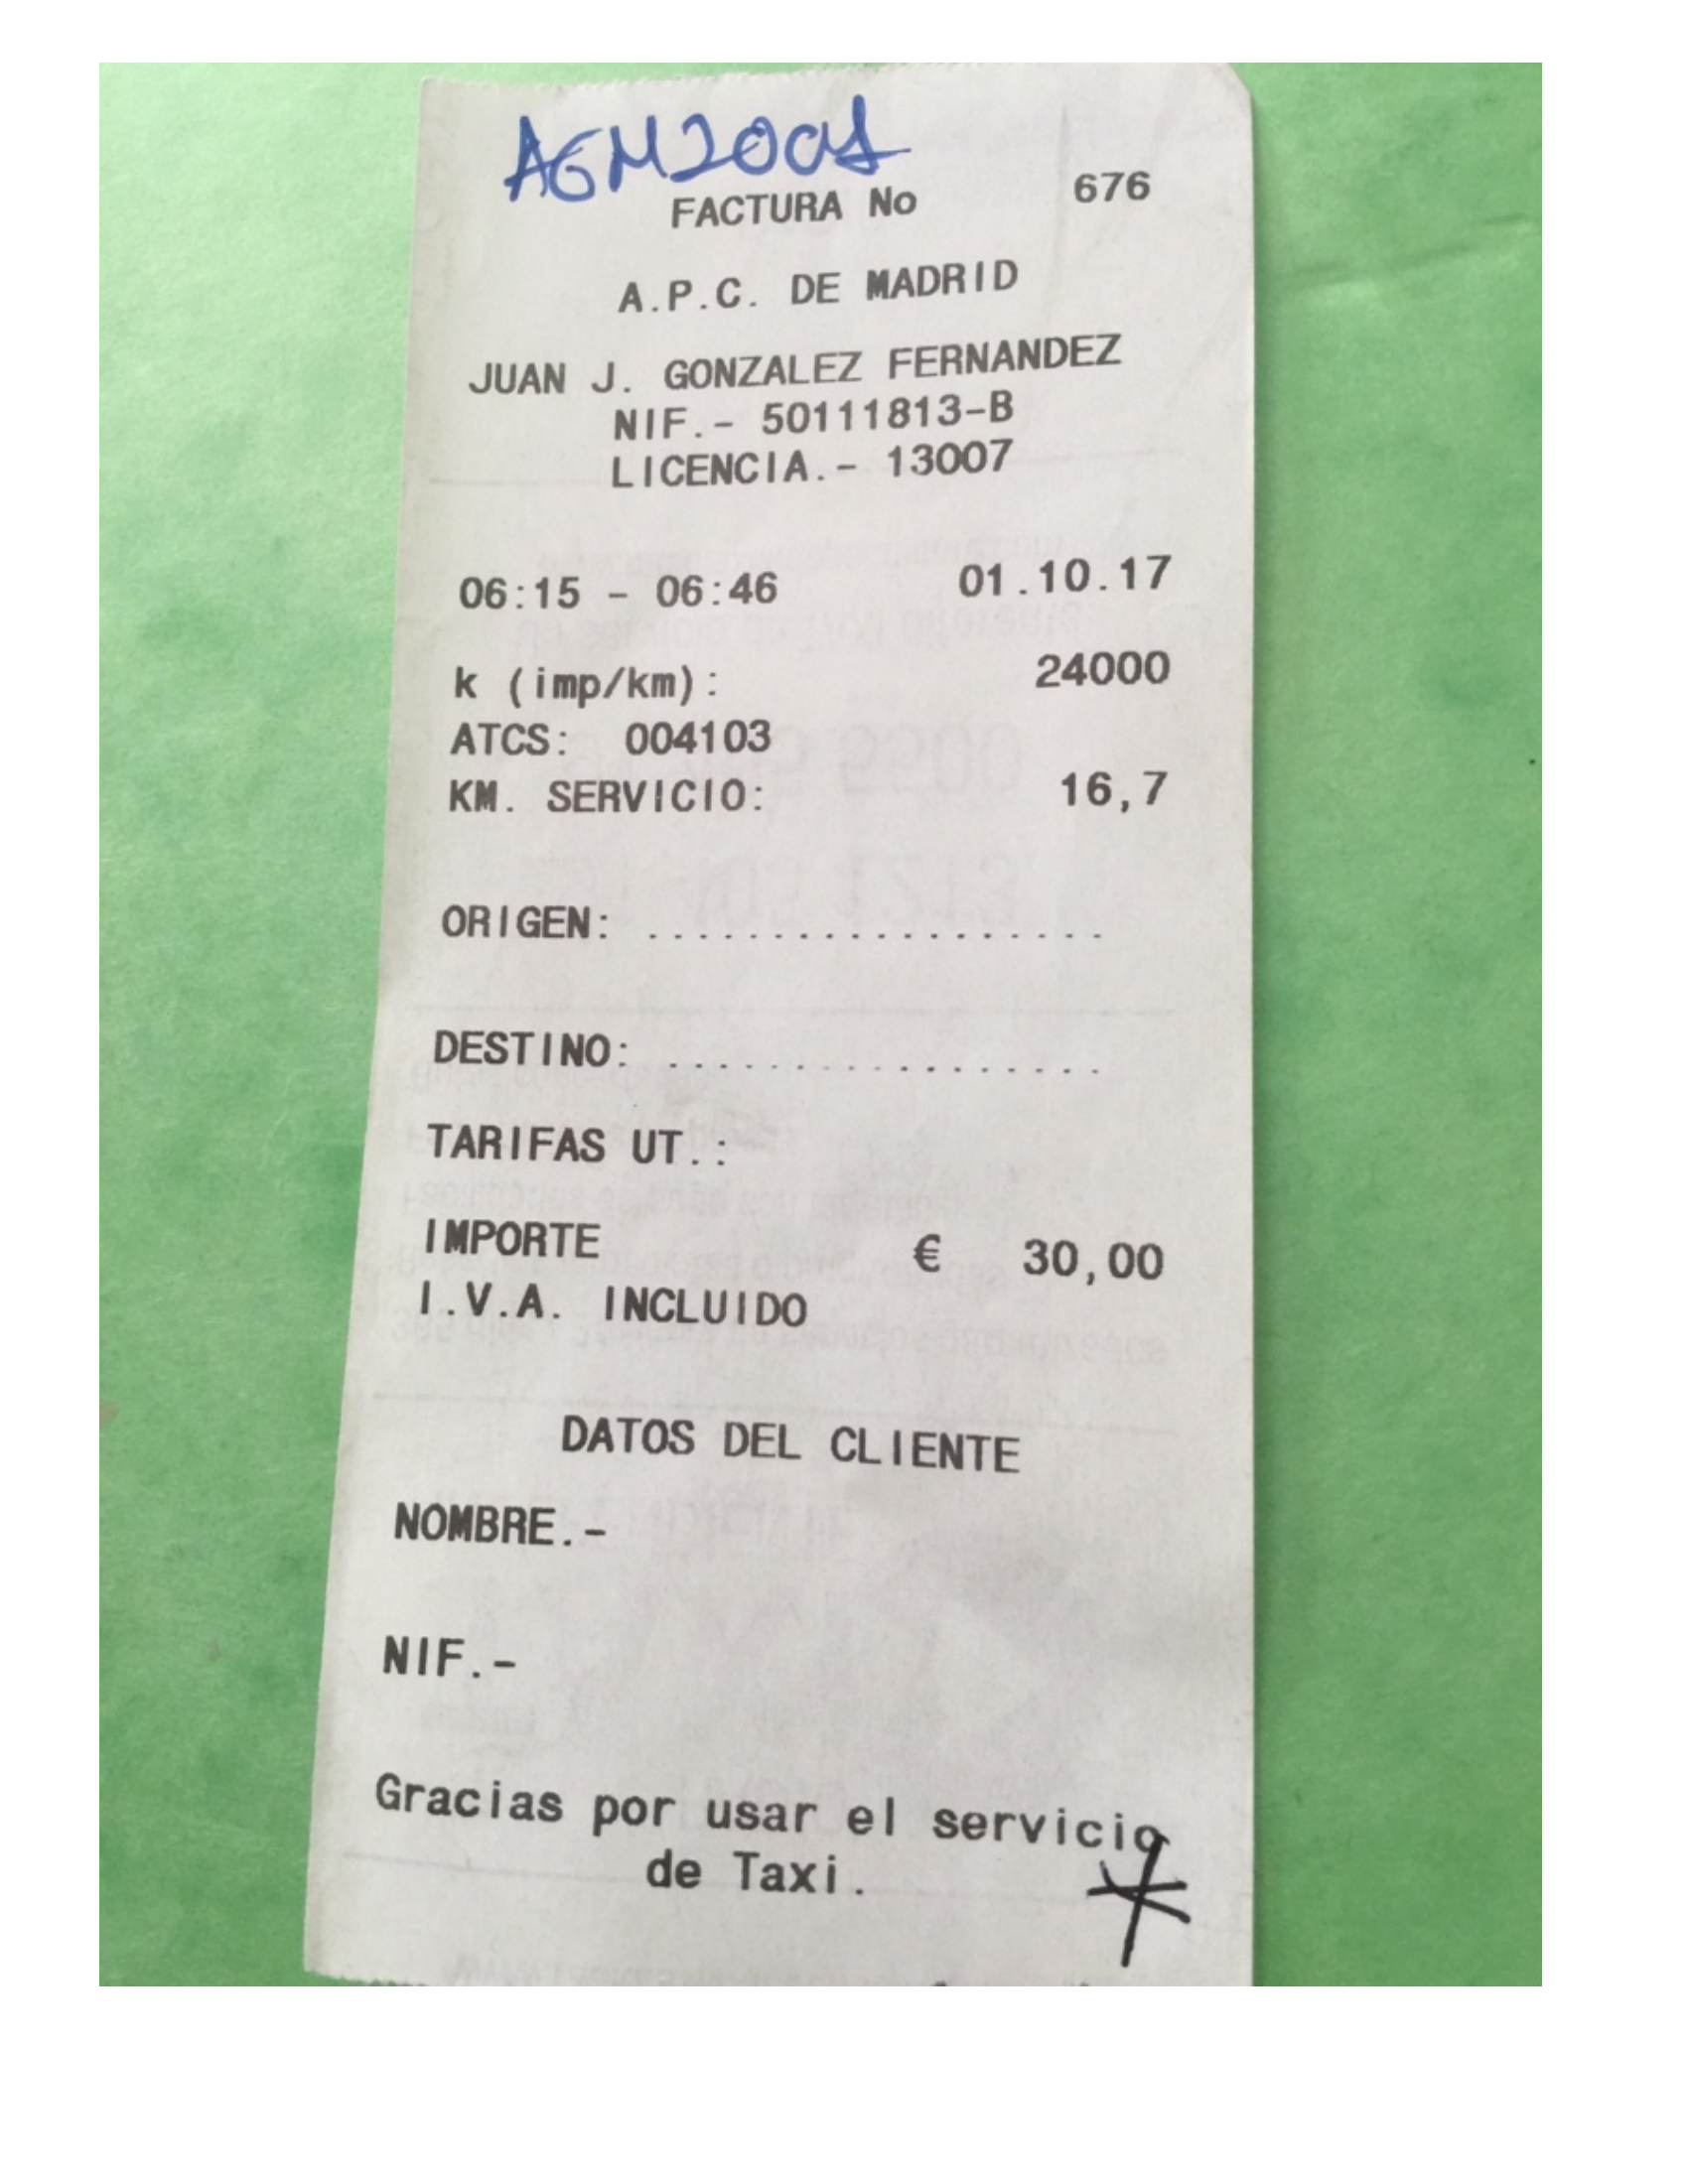 FACTURA No 676
A.P.C. DE MADRID
JUAN J. GONZALEZ FERNANDEZ
NIF.- 50111813-B
LICENCIA.- 13007
06:15 - 06:46 01.10.17
k (imp/km): 24000
ATCS: 004103
KM. SERVICIO: 16,7
ORIGEN: ..................
DESTINO: .................
TARIFAS UT.:
IMPORTE € 30,00
I.V.A. INCLUIDO
DATOS DEL CLIENTE
NOMBRE.-
NIF.-
Gracias por usar el servicio
de Taxi.